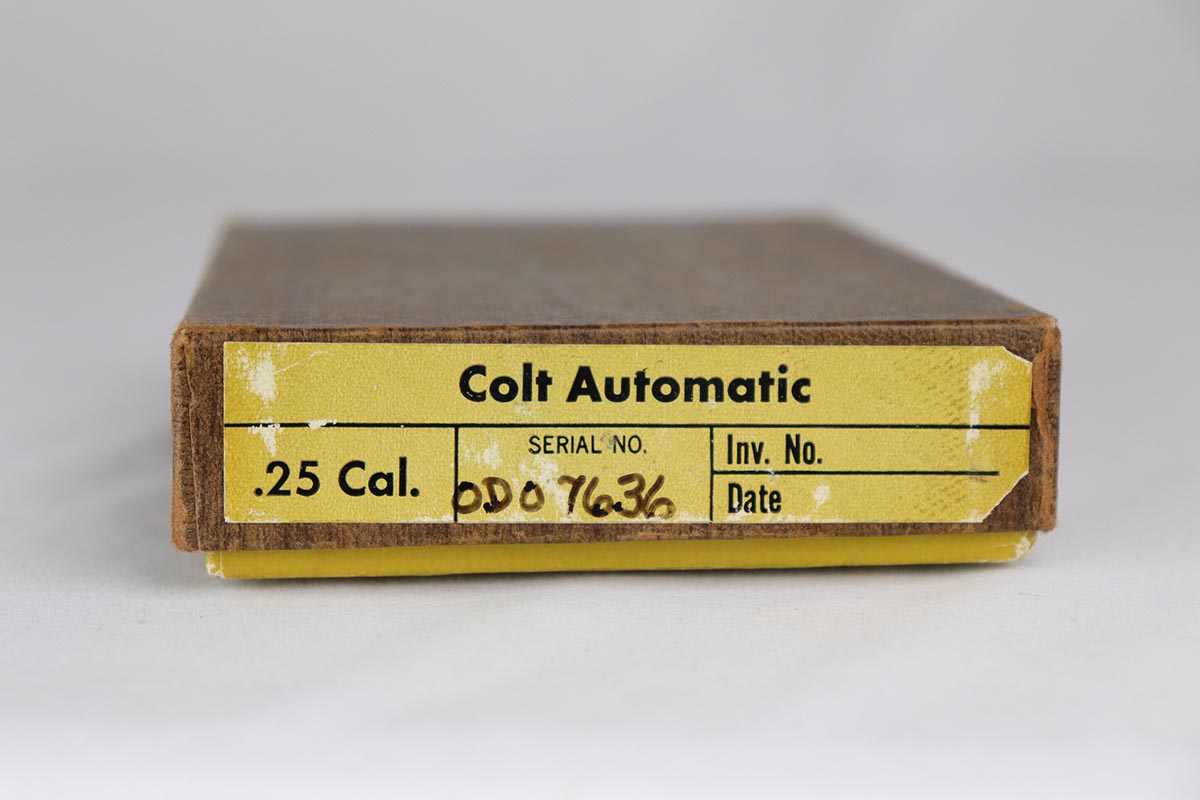 Colt Automatic
.25 Cal.
SERIAL NO.
OD07636
Inv. No.
Date